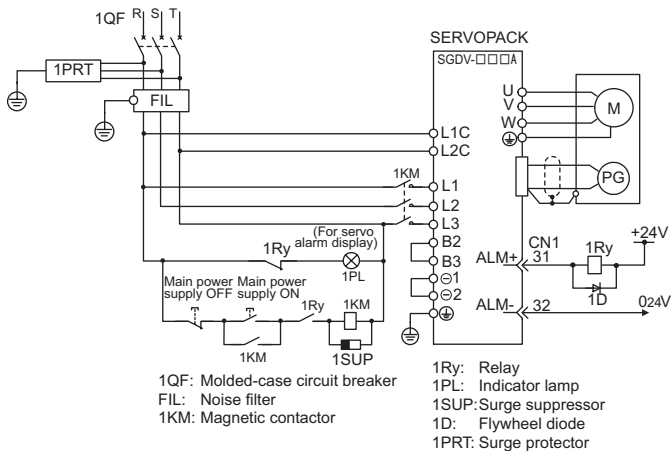 R S T
1QF
1PRT
FIL
SERVOPACK
SGDV-□□□A
U
V
W
M
PG
L1C
L2C
1KM
L1
L2
L3
(For servo
alarm display)
1Ry
1PL
B2
B3
⊖1
⊖2
Main power
supply OFF
Main power
supply ON
1Ry
1KM
1KM
1SUP
ALM+
CN1
31
1Ry
+24V
1D
ALM-
32
024V
1QF: Molded-case circuit breaker
FIL: Noise filter
1KM: Magnetic contactor
1Ry: Relay
1PL: Indicator lamp
1SUP: Surge suppressor
1D: Flywheel diode
1PRT: Surge protector